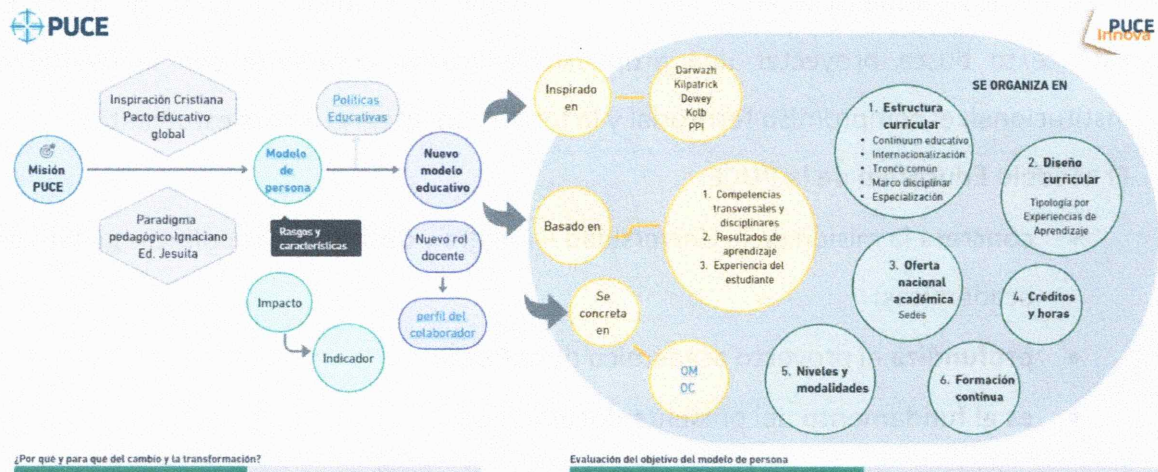 PUCE
PUCE
Innova
Inspiración Cristiana
Pacto Educativo
global
Misión
PUCE
Paradigma
pedagógico Ignaciano
Ed. Jesuita
Modelo
de
persona
Rasgos y
características
Impacto
Indicador
Políticas
Educativas
Nuevo
modelo
educativo
Nuevo rol
docente
perfil del
colaborador
Inspirado
en
Darwazh
Kilpatrick
Dewey
Kolb
PPI
Basado en
1. Competencias
transversales y
disciplinares
2. Resultados de
aprendizaje
3. Experiencia del
estudiante
Se
concreta
en
OM
OC
SE ORGANIZA EN
1. Estructura
curricular
• Continuum educativo
• Internacionalización
• Tronco común
• Marco disciplinar
• Especialización
2. Diseño
curricular
Tipología por
Experiencias de
Aprendizaje
3. Oferta
nacional
académica
Sedes
4. Créditos
y horas
5. Niveles y
modalidades
6. Formación
continua
¿Por qué y para qué del cambio y la transformación?
Evaluación del objetivo del modelo de persona